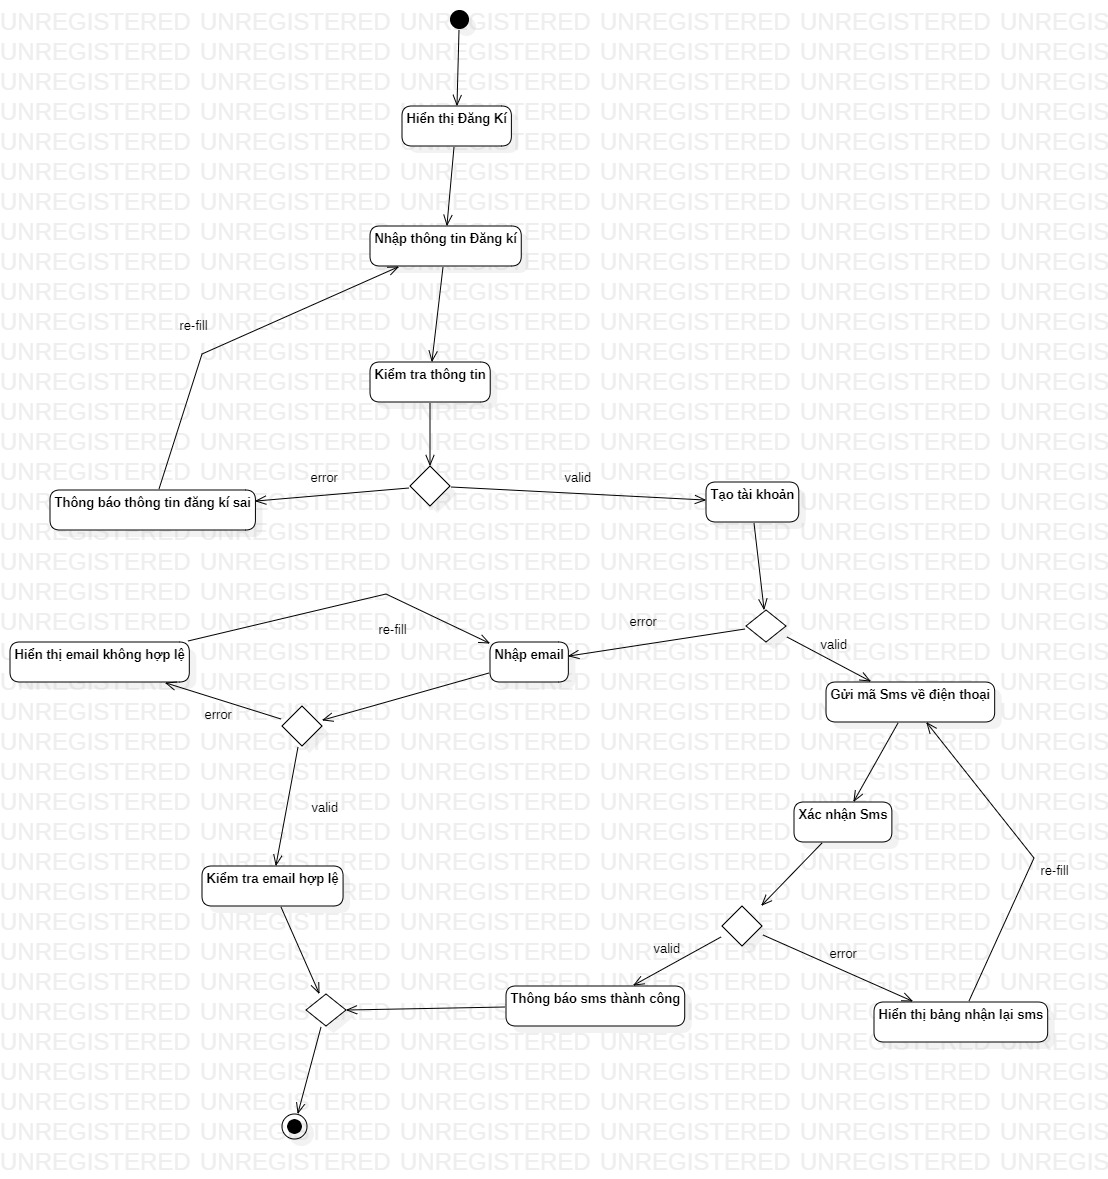 Hiển thị Đăng Kí
Nhập thông tin Đăng kí
re-fill
Kiểm tra thông tin
error
valid
Thông báo thông tin đăng kí sai
Tạo tài khoản
error
re-fill
valid
Hiển thị email không hợp lệ
Nhập email
Gửi mã Sms về điện thoại
error
valid
Xác nhận Sms
re-fill
Kiểm tra email hợp lệ
valid
error
Thông báo sms thành công
Hiển thị bảng nhận lại sms
UNREGISTERED